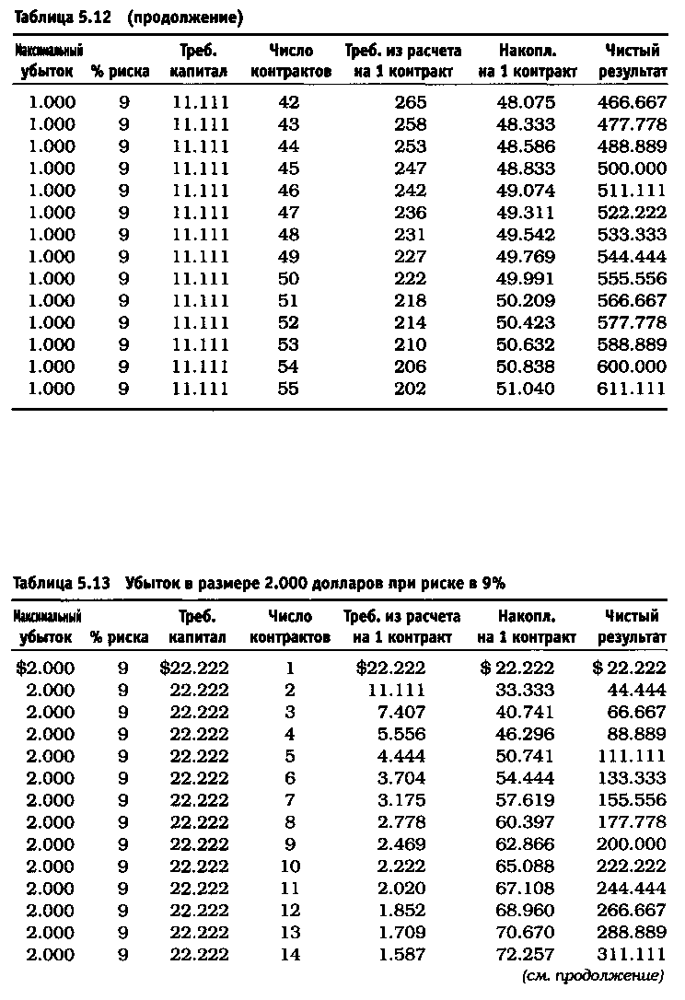 Таблица 5.12 (продолжение)
Максимальный Треб. Число Треб. из расчета Накопл. Чистый
убыток % риска капитал контрактов на 1 контракт на 1 контракт результат
1.000 9 11.111 42 265 48.075 466.667
1.000 9 11.111 43 258 48.333 477.778
1.000 9 11.111 44 253 48.586 488.889
1.000 9 11.111 45 247 48.833 500.000
1.000 9 11.111 46 242 49.074 511.111
1.000 9 11.111 47 236 49.311 522.222
1.000 9 11.111 48 231 49.542 533.333
1.000 9 11.111 49 227 49.769 544.444
1.000 9 11.111 50 222 49.991 555.556
1.000 9 11.111 51 218 50.209 566.667
1.000 9 11.111 52 214 50.423 577.778
1.000 9 11.111 53 210 50.632 588.889
1.000 9 11.111 54 206 50.838 600.000
1.000 9 11.111 55 202 51.040 611.111
Таблица 5.13 Убыток в размере 2.000 долларов при риске в 9%
Максимальный Треб. Число Треб. из расчета Накопл. Чистый
убыток % риска капитал контрактов на 1 контракт на 1 контракт результат
$2.000 9 $22.222 1 $22.222 $ 22.222 $ 22.222
2.000 9 22.222 2 11.111 33.333 44.444
2.000 9 22.222 3 7.407 40.741 66.667
2.000 9 22.222 4 5.556 46.296 88.889
2.000 9 22.222 5 4.444 50.741 111.111
2.000 9 22.222 6 3.704 54.444 133.333
2.000 9 22.222 7 3.175 57.619 155.556
2.000 9 22.222 8 2.778 60.397 177.778
2.000 9 22.222 9 2.469 62.866 200.000
2.000 9 22.222 10 2.222 65.088 222.222
2.000 9 22.222 11 2.020 67.108 244.444
2.000 9 22.222 12 1.852 68.960 266.667
2.000 9 22.222 13 1.709 70.670 288.889
2.000 9 22.222 14 1.587 72.257 311.111
(см. продолжение)